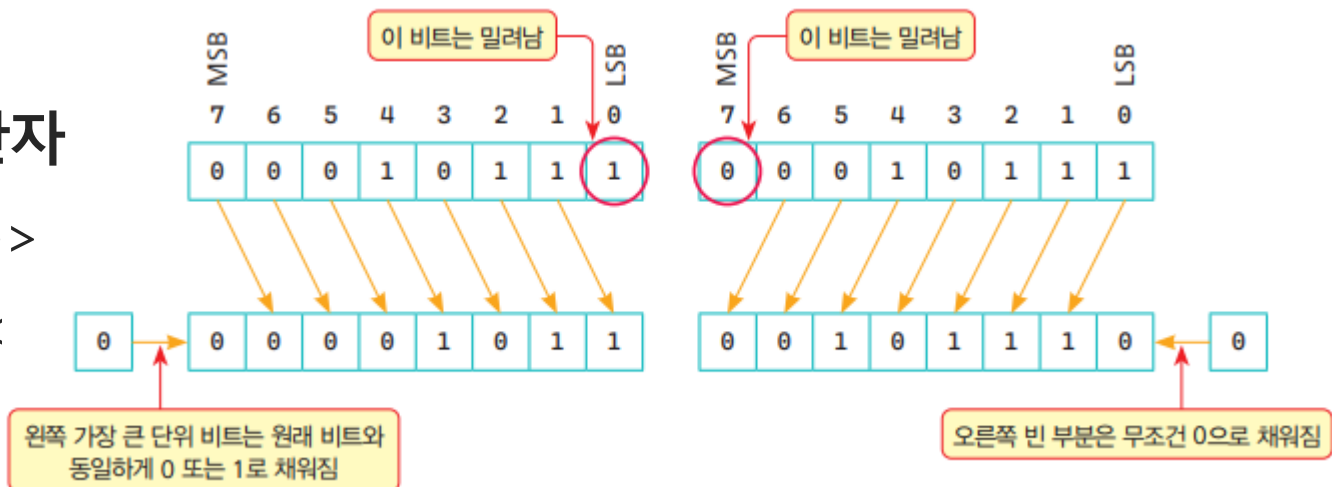 이 비트는 밀려남
이 비트는 밀려남
MSB
LSB
MSB
LSB
7 6 5 4 3 2 1 0
7 6 5 4 3 2 1 0
0 0 0 1 0 1 1 1
0 0 0 1 0 1 1 1
>
0
0 0 0 0 1 0 1 1
0 0 1 0 1 1 1 0
0
왼쪽 가장 큰 단위 비트는 원래 비트와
동일하게 0 또는 1로 채워짐
오른쪽 빈 부분은 무조건 0으로 채워짐